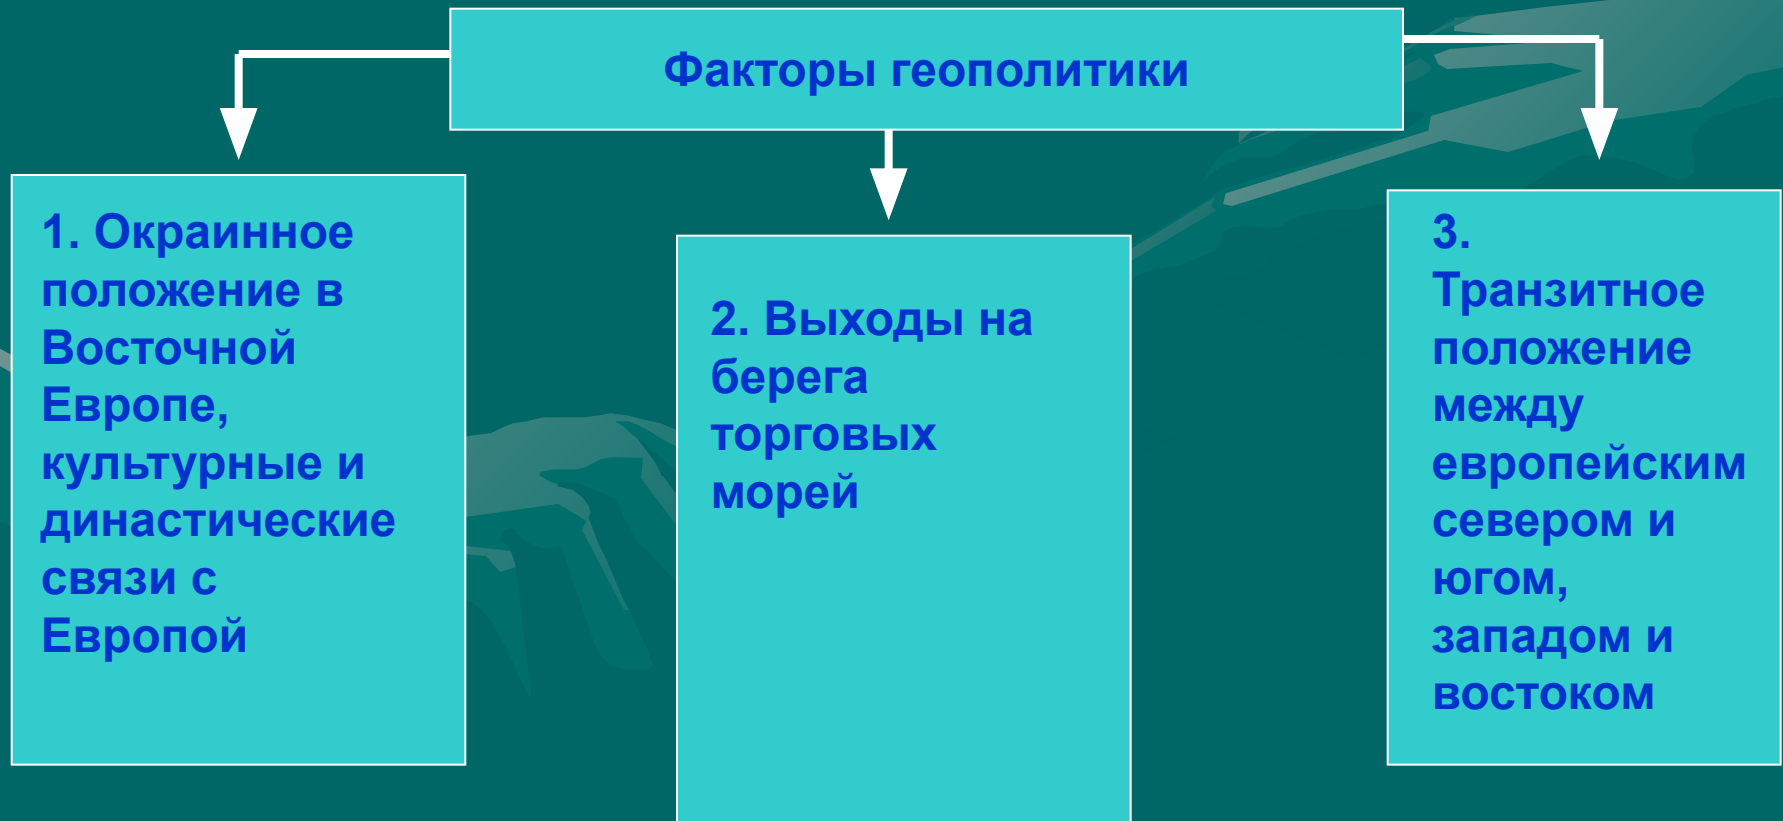 Факторы геополитики
1. Окраинное
положение в
Восточной
Европе,
культурные и
династические
связи с
Европой
2. Выходы на
берега
торговых
морей
3.
Транзитное
положение
между
европейским
севером и
югом,
западом и
востоком